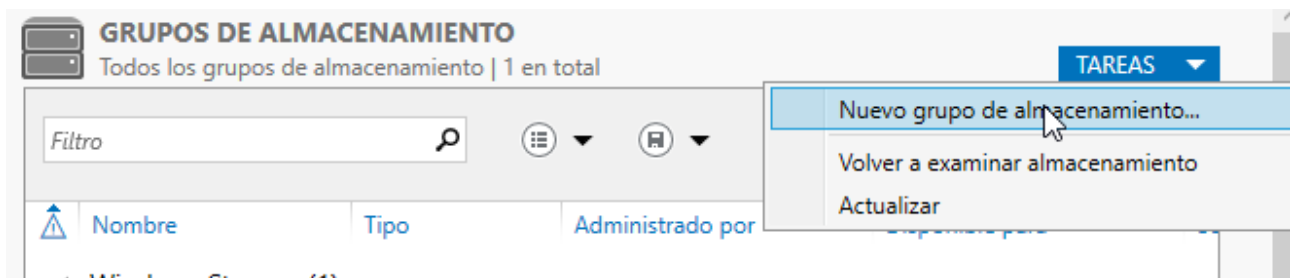 GRUPOS DE ALMACENAMIENTO
Todos los grupos de almacenamiento | 1 en total
TAREAS
Nuevo grupo de almacenamiento...
Filtro
Volver a examinar almacenamiento
Actualizar
Nombre Tipo Administrado por